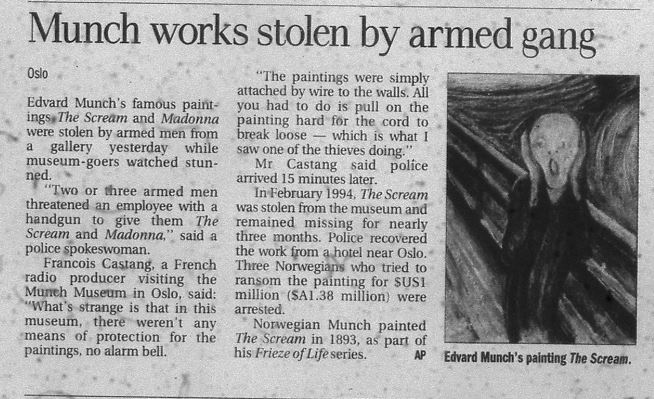 Munch works stolen by armed gang
Oslo
Edvard Munch's famous paint-
ings, The Scream and Madonna
were stolen by armed men from
a gallery yesterday while
museum-goers watched stun-
ned.
"Two or three armed men
threatened an employee with a
handgun to give them The
Scream and Madonna," said a
police spokeswoman.
Francois Castang, a French
radio producer visiting the
Munch Museum in Oslo, said:
"What's strange is that in this
museum, there weren't any
means of protection for the
paintings, no alarm bell.
"The paintings were simply
attached by wire to the walls. All
you had to do is pull on the
painting hard for the cord to
break loose — which is what I
saw one of the thieves doing."
Mr Castang said police
arrived 15 minutes later.
In February 1994, The Scream
was stolen from the museum and
remained missing for nearly
three months. Police recovered
the work from a hotel near Oslo.
Three Norwegians who tried to
ransom the painting for $US1
million ($A1.38 million) were
arrested.
Norwegian Munch painted
The Scream in 1893, as part of
his Frieze of Life series. AP
Edvard Munch's painting The Scream.